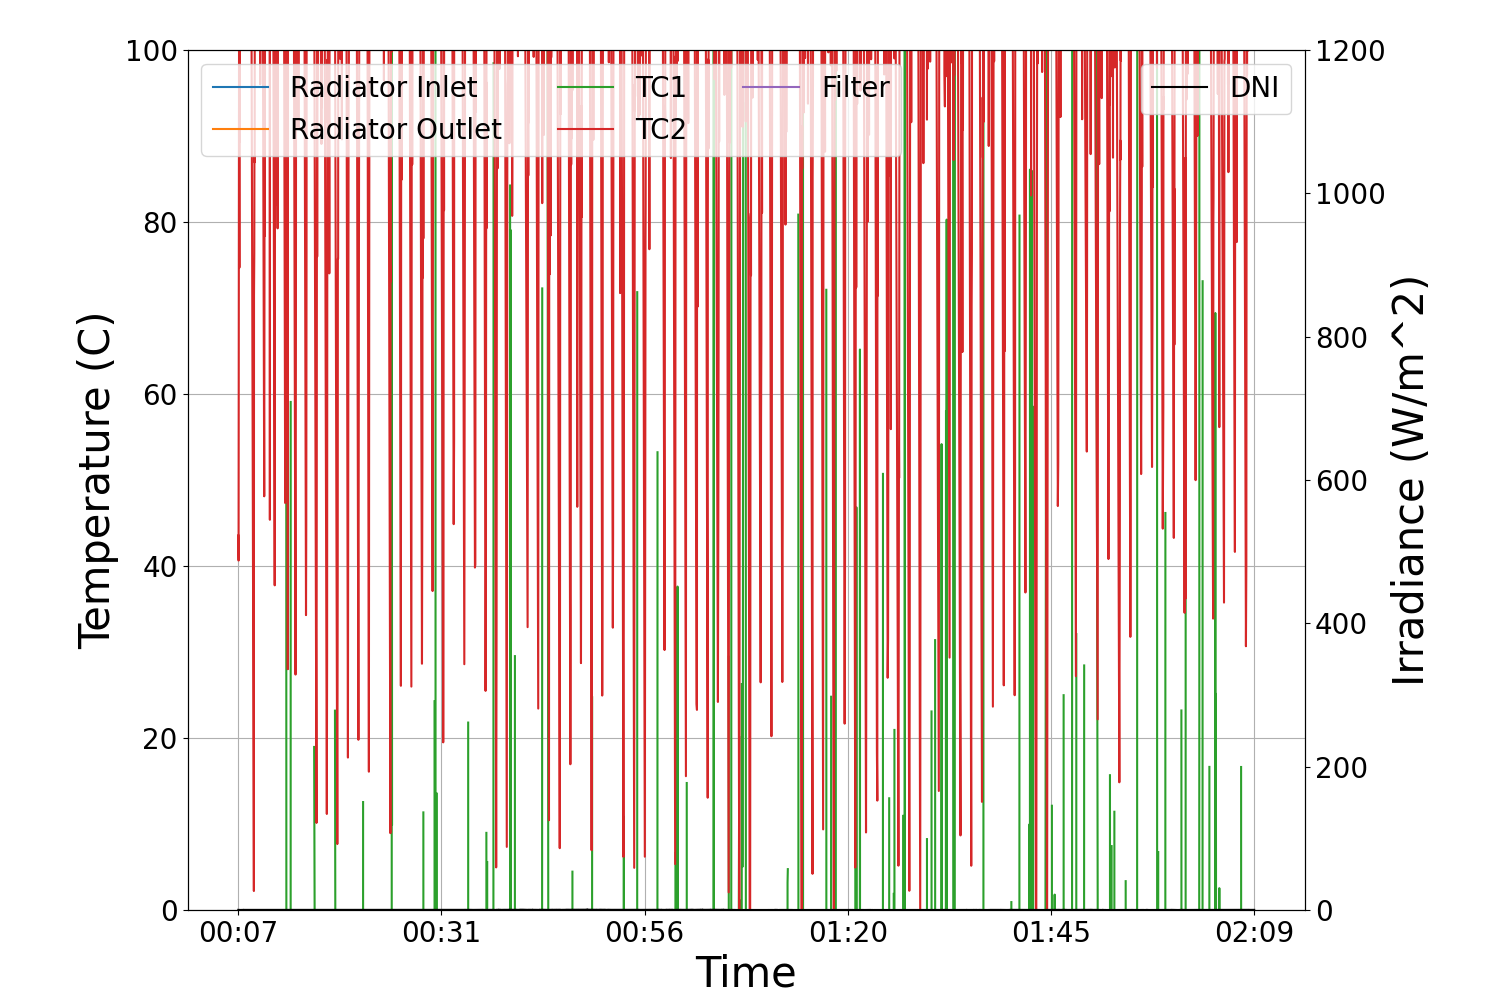 100
80
60
40
20
0
Temperature (C)
Radiator Inlet
Radiator Outlet
TC1
TC2
Filter
DNI
1200
1000
800
600
400
200
0
Irradiance (W/m^2)
00:07
00:31
00:56
01:20
01:45
02:09
Time